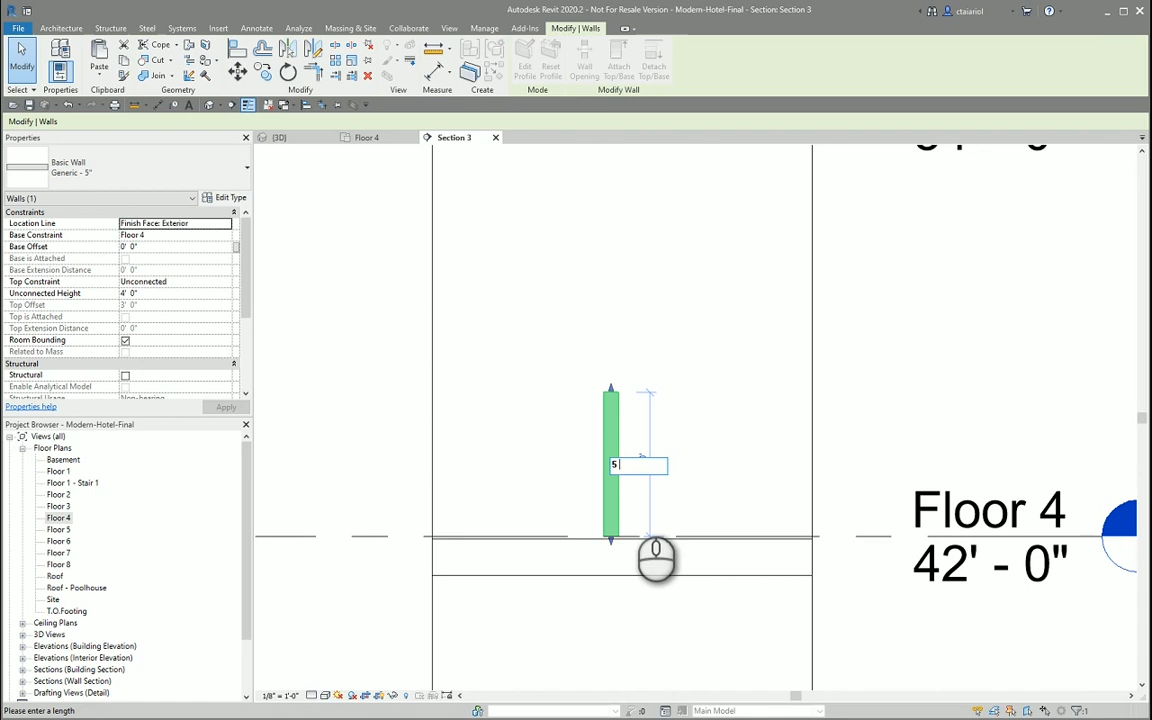 Autodesk Revit 2020.2 - Not For Resale Version - Modern-Hotel-Final - Section: Section 3
ctaiariol
File Architecture Structure Steel Systems Insert Annotate Analyze Massing & Site Collaborate View Manage Add-Ins Modify | Walls
Modify
Paste
Cope
Cut
Join
Edit Profile
Reset Profile
Wall Opening
Attach Top/Base
Detach Top/Base
Select Properties Clipboard Geometry Modify View Measure Create Mode Modify Wall
Modify | Walls
Properties
{3D} Floor 4 Section 3
Basic Wall
Generic - 5"
Walls (1) Edit Type
Constraints
Location Line Finish Face: Exterior
Base Constraint Floor 4
Base Offset 0' 0"
Base is Attached
Base Extension Distance 0' 0"
Top Constraint Unconnected
Unconnected Height 4' 0"
Top Offset 3' 0"
Top is Attached
Top Extension Distance 0' 0"
Room Bounding
Related to Mass
Structural
Structural
Enable Analytical Model
Structural Usage Non-bearing
Properties help Apply
Project Browser - Modern-Hotel-Final
Views (all)
Floor Plans
Basement
Floor 1
Floor 1 - Stair 1
Floor 2
Floor 3
Floor 4
Floor 5
Floor 6
Floor 7
Floor 8
Roof
Roof - Poolhouse
Site
T.O.Footing
Ceiling Plans
3D Views
Elevations (Building Elevation)
Elevations (Interior Elevation)
Sections (Building Section)
Sections (Wall Section)
Drafting Views (Detail)
5
Floor 4
42' - 0"
1/8" = 1'-0"
Please enter a length
:0
Main Model
:1